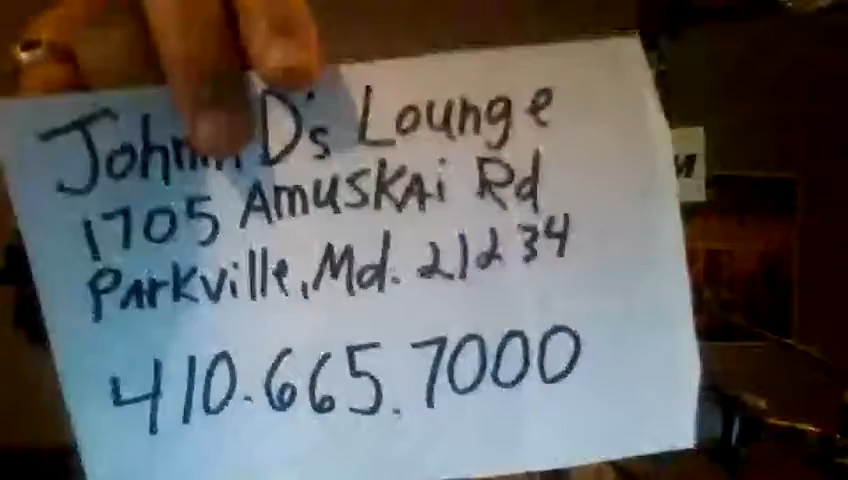 D's Lounge
1705 Amuskai Rd
Parkville, Md. 21234
410.665.7000